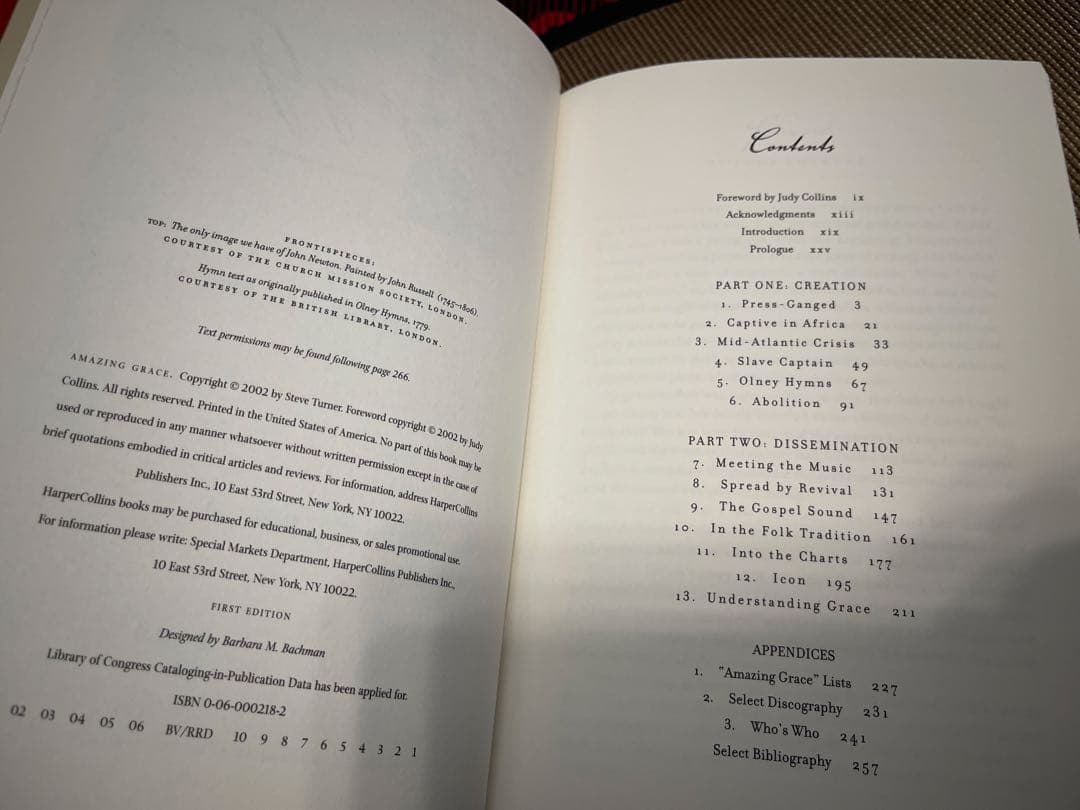 FRONTISPIECES:
TOP: The only image we have of John Newton. Painted by John Russell (1745–1806).
COURTESY OF THE CHURCH MISSION SOCIETY, LONDON.
Hymn text as originally published in Olney Hymns, 1779.
COURTESY OF THE BRITISH LIBRARY, LONDON.
Text permissions may be found following page 266.
AMAZING GRACE. Copyright © 2002 by Steve Turner. Foreword copyright © 2002 by Judy
Collins. All rights reserved. Printed in the United States of America. No part of this book may be
used or reproduced in any manner whatsoever without written permission except in the case of
brief quotations embodied in critical articles and reviews. For information, address HarperCollins
Publishers Inc., 10 East 53rd Street, New York, NY 10022.
HarperCollins books may be purchased for educational, business, or sales promotional use.
For information please write: Special Markets Department, HarperCollins Publishers Inc.,
10 East 53rd Street, New York, NY 10022.
FIRST EDITION
Designed by Barbara M. Bachman
Library of Congress Cataloging-in-Publication Data has been applied for.
ISBN 0-06-000218-2
02 03 04 05 06 BV/RRD 10 9 8 7 6 5 4 3 2 1
Contents
Foreword by Judy Collins ix
Acknowledgments xiii
Introduction xix
Prologue xxv
PART ONE: CREATION
1. Press-Ganged 3
2. Captive in Africa 21
3. Mid-Atlantic Crisis 33
4. Slave Captain 49
5. Olney Hymns 67
6. Abolition 91
PART TWO: DISSEMINATION
7. Meeting the Music 113
8. Spread by Revival 131
9. The Gospel Sound 147
10. In the Folk Tradition 161
11. Into the Charts 177
12. Icon 195
13. Understanding Grace 211
APPENDICES
1. "Amazing Grace" Lists 227
2. Select Discography 231
3. Who's Who 241
Select Bibliography 257